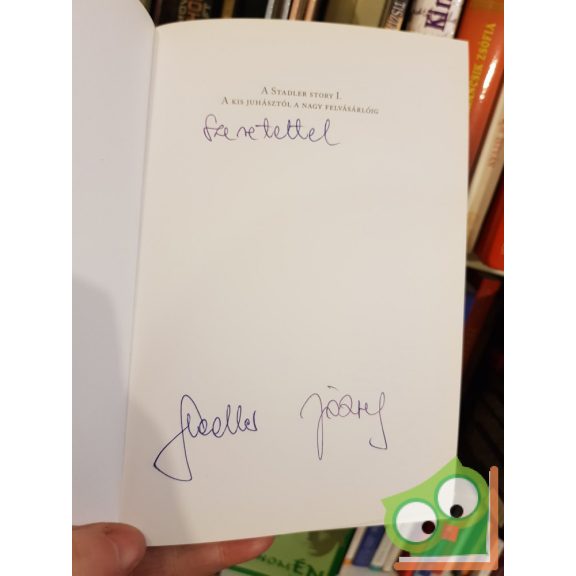 A Stadler story I.
A kis juhásztól a nagy felvásárlóig
Szeretettel
Stadler József